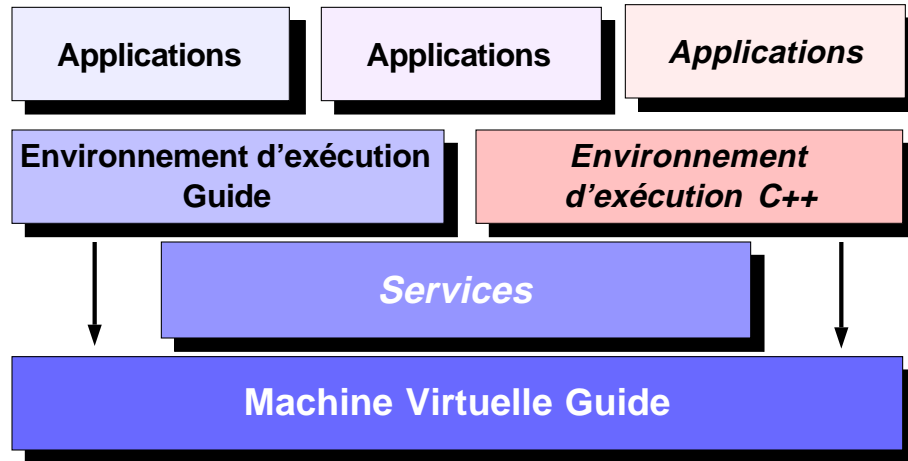 Applications
Applications
Applications
Environnement d'exécution
Guide
Environnement
d'exécution C++
Services
Machine Virtuelle Guide